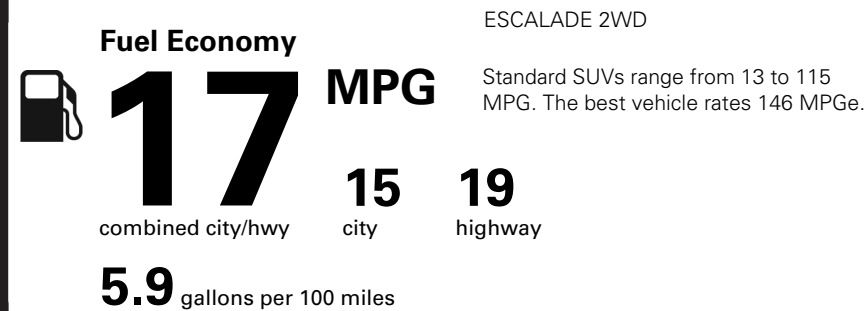 ESCALADE 2WD
Fuel Economy
17 MPG
Standard SUVs range from 13 to 115
MPG. The best vehicle rates 146 MPGe.
15 19
combined city/hwy city highway
5.9 gallons per 100 miles